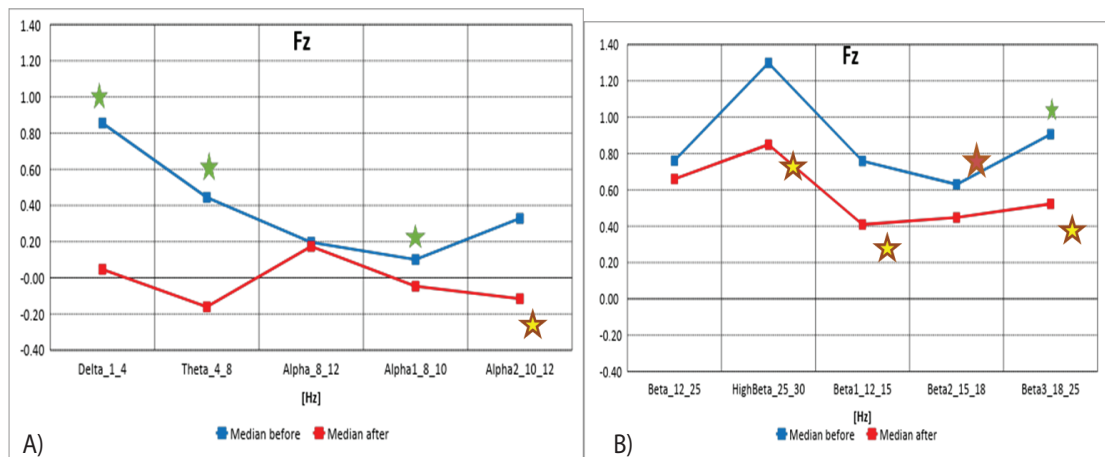 Fz
1.40
1.20
1.00
0.80
0.60
0.40
0.20
-0.00
-0.20
-0.40
Delta_1_4 Theta_4_8 Alpha_8_12 Alpha1_8_10 Alpha2_10_12
[Hz]
Median before Median after
A)
Fz
1.40
1.20
1.00
0.80
0.60
0.40
0.20
0.00
-0.20
-0.40
Beta_12_25 HighBeta_25_30 Beta1_12_15 Beta2_15_18 Beta3_18_25
[Hz]
Median before Median after
B)